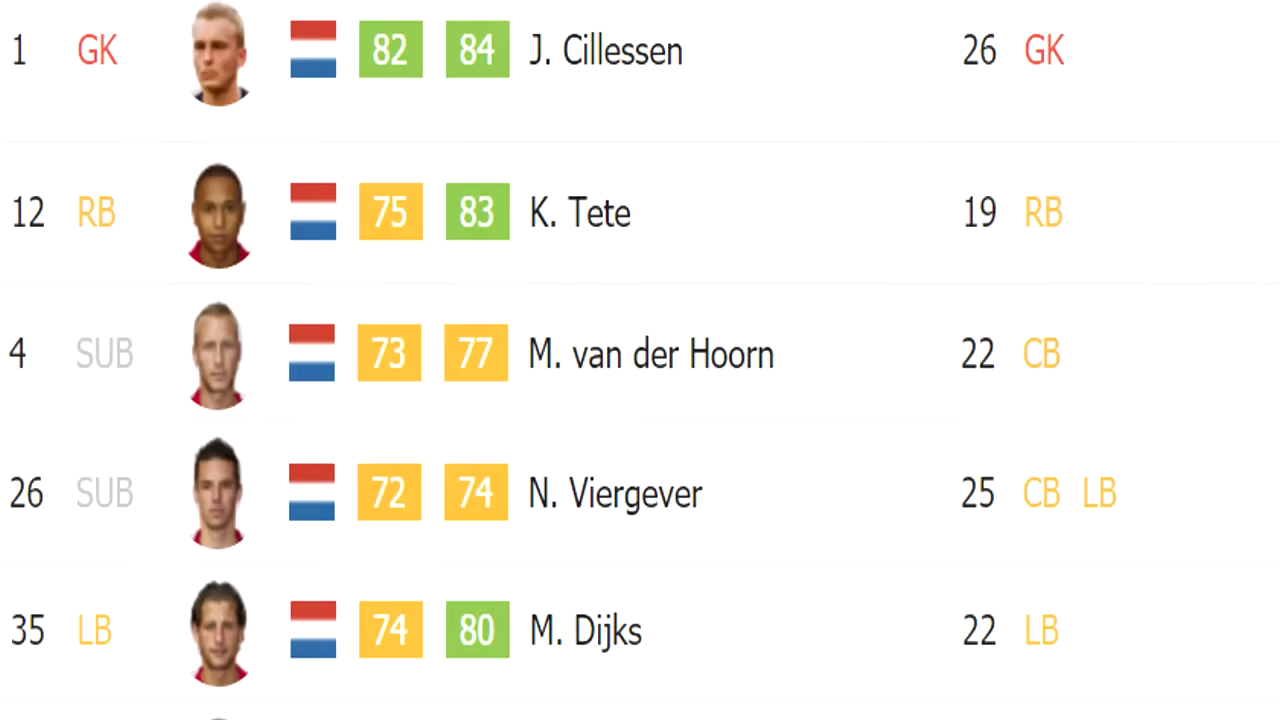 1 GK 82 84 J. Cillessen 26 GK
12 RB 75 83 K. Tete 19 RB
4 SUB 73 77 M. van der Hoorn 22 CB
26 SUB 72 74 N. Viergever 25 CB LB
35 LB 74 80 M. Dijks 22 LB